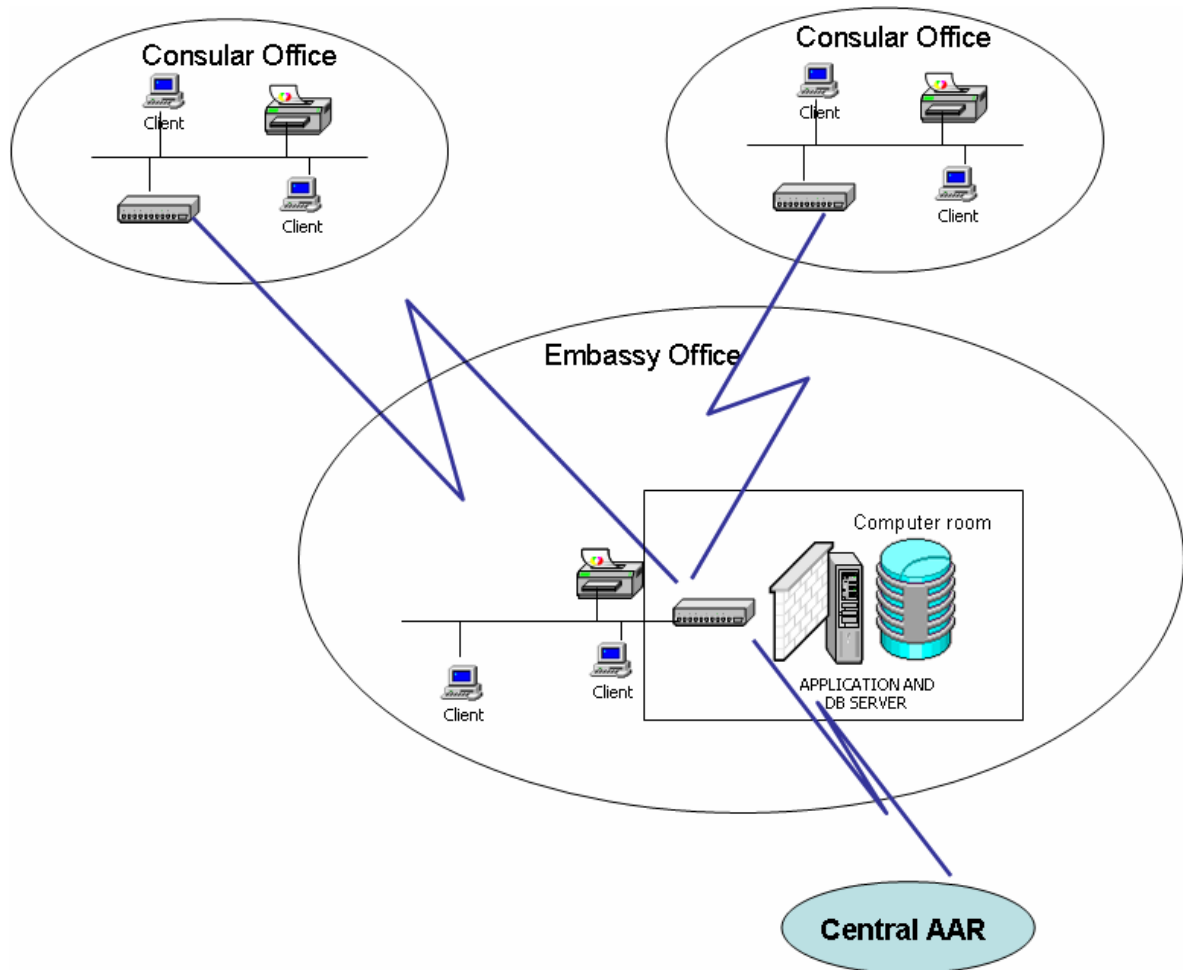 Consular Office
Client
Client
Consular Office
Client
Client
Embassy Office
Computer room
Client
Client
APPLICATION AND
DB SERVER
Central AAR